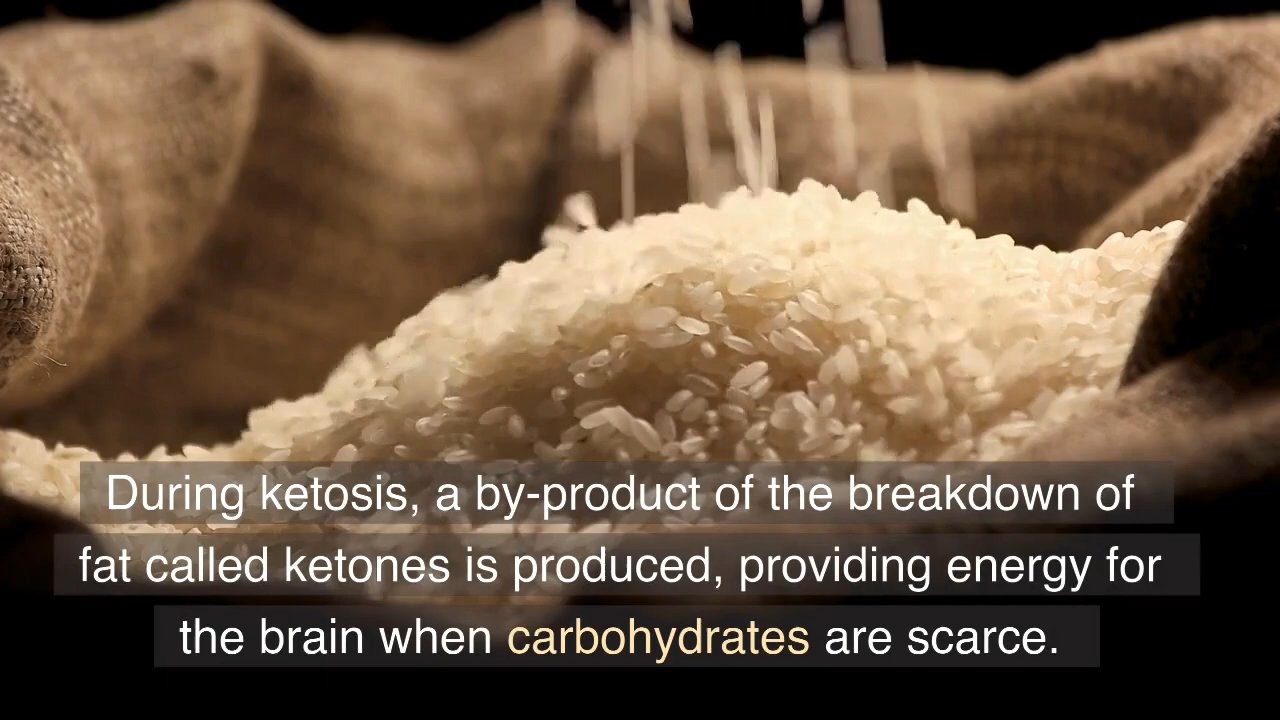 During ketosis, a by-product of the breakdown of
fat called ketones is produced, providing energy for
the brain when carbohydrates are scarce.